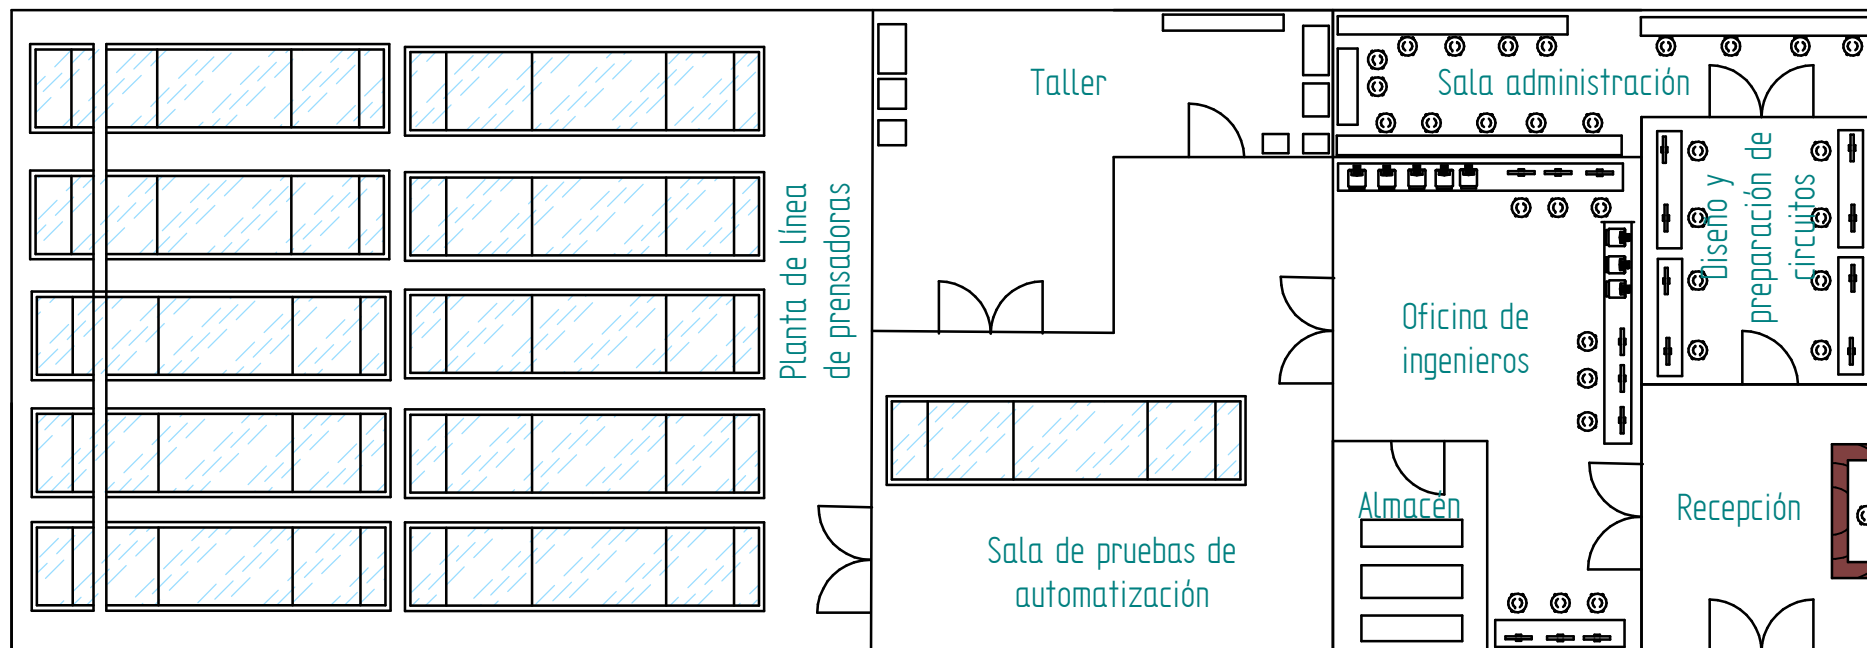 Planta de línea
de prensadoras
Taller
Sala administración
Diseño y
preparación de
circuitos
Oficina de
ingenieros
Almacén
Recepción
Sala de pruebas de
automatización